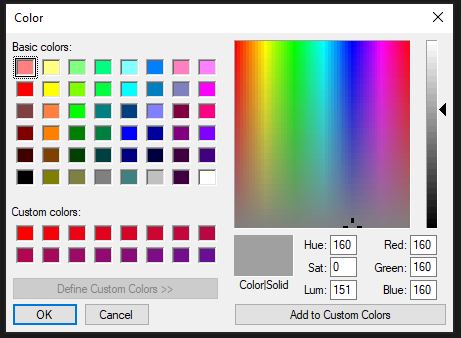 Color
Basic colors:
Custom colors:
Define Custom Colors >>
OK Cancel
Color|Solid
Hue: 160 Red: 160
Sat: 0 Green: 160
Lum: 151 Blue: 160
Add to Custom Colors